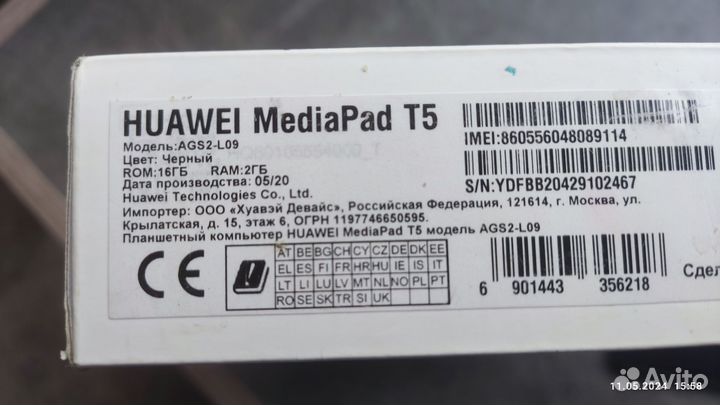 HUAWEI MediaPad T5
Модель:AGS2-L09
Цвет: Черный
ROM:16ГБ RAM:2ГБ
Дата производства: 05/20
Huawei Technologies Co., Ltd.
Импортер: ООО «Хуавэй Девайс», Российская Федерация, 121614, г. Москва, ул.
Крылатская, д. 15, этаж 6, ОГРН 1197746650595.
Планшетный компьютер HUAWEI MediaPad T5 модель AGS2-L09
IMEI:860556048089114
S/N:YDFBB20429102467
CE
AT BE BG CH CY CZ DE DK EE
EL ES FI FR HR HU IE IS IT
LT LI LU LV MT NL NO PL PT
RO SE SK TR SI UK
6 901443 356218
Сдел
Avito
11.05.2024 15:58